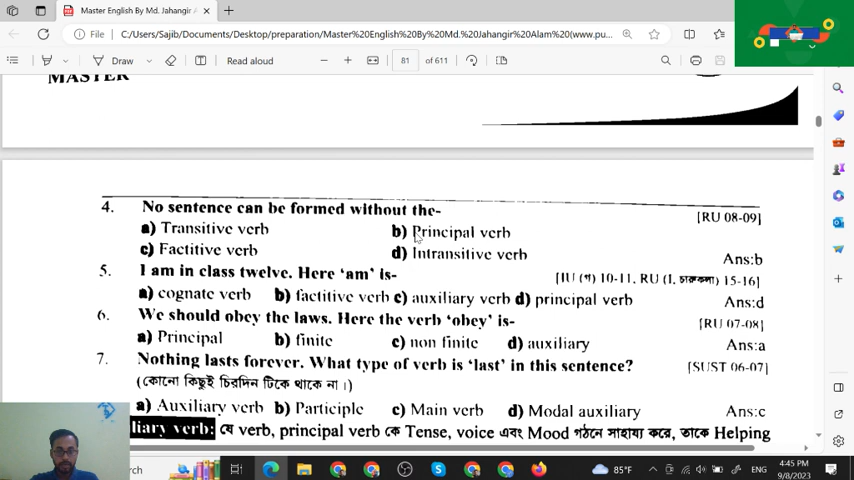 Master English By Md. Jahangir A
File
C:/Users/Sajib/Documents/Desktop/preparation/Master%20English%20By%20Md.%20Jahangir%20Alam%20(www.pu...
Draw
Read aloud
81 of 611
MASTER
4. No sentence can be formed without the- [RU 08-09]
a) Transitive verb b) Principal verb
c) Factitive verb d) Intransitive verb Ans:b
5. I am in class twelve. Here 'am' is- [IU (গ) 10-11, RU (I, চারুকলা) 15-16]
a) cognate verb b) factitive verb c) auxiliary verb d) principal verb Ans:d
6. We should obey the laws. Here the verb 'obey' is- [RU 07-08]
a) Principal b) finite c) non finite d) auxiliary Ans:a
7. Nothing lasts forever. What type of verb is 'last' in this sentence? [SUST 06-07]
(কোনো কিছুই চিরদিন টিকে থাকে না।)
a) Auxiliary verb b) Participle c) Main verb d) Modal auxiliary Ans:c
liary verb: যে verb, principal verb কে Tense, voice এবং Mood গঠনে সাহায্য করে, তাকে Helping
rch
85°F
ENG
4:45 PM
9/8/2023